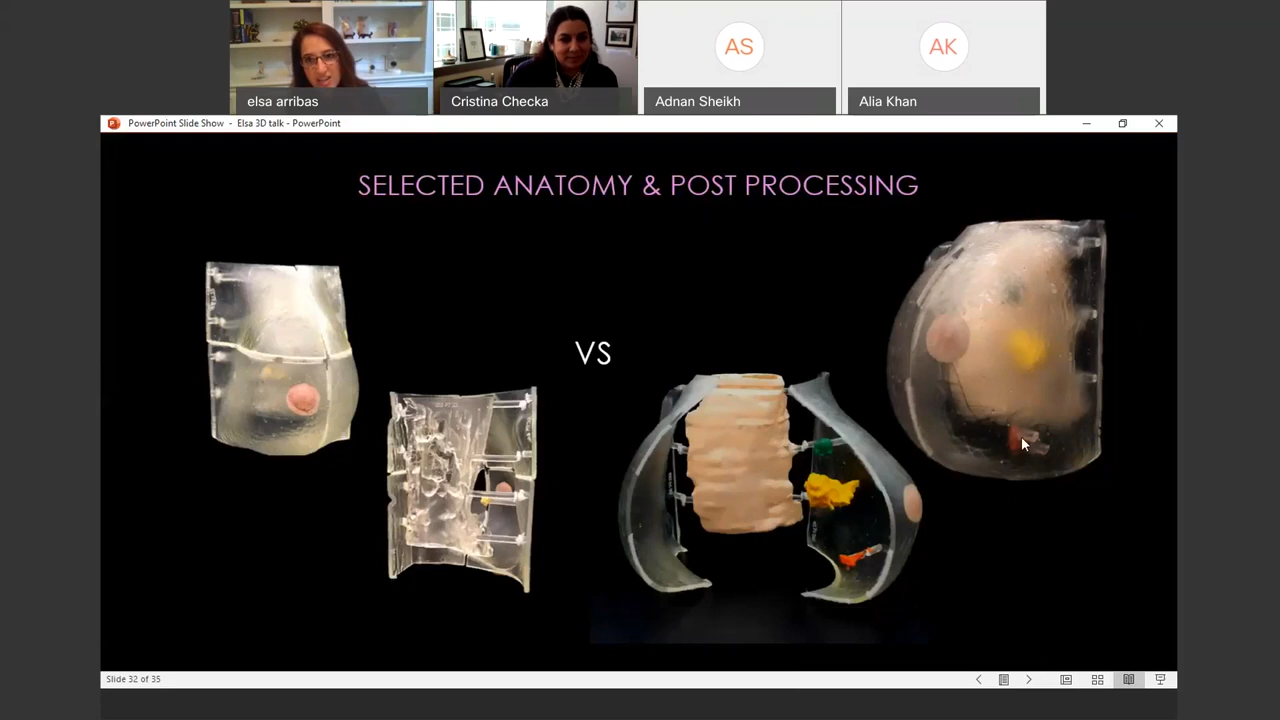 AS
AK
elsa arribas
Cristina Checka
Adnan Sheikh
Alia Khan
PowerPoint Slide Show - Elsa 3D talk - PowerPoint
SELECTED ANATOMY & POST PROCESSING
VS
Slide 32 of 35